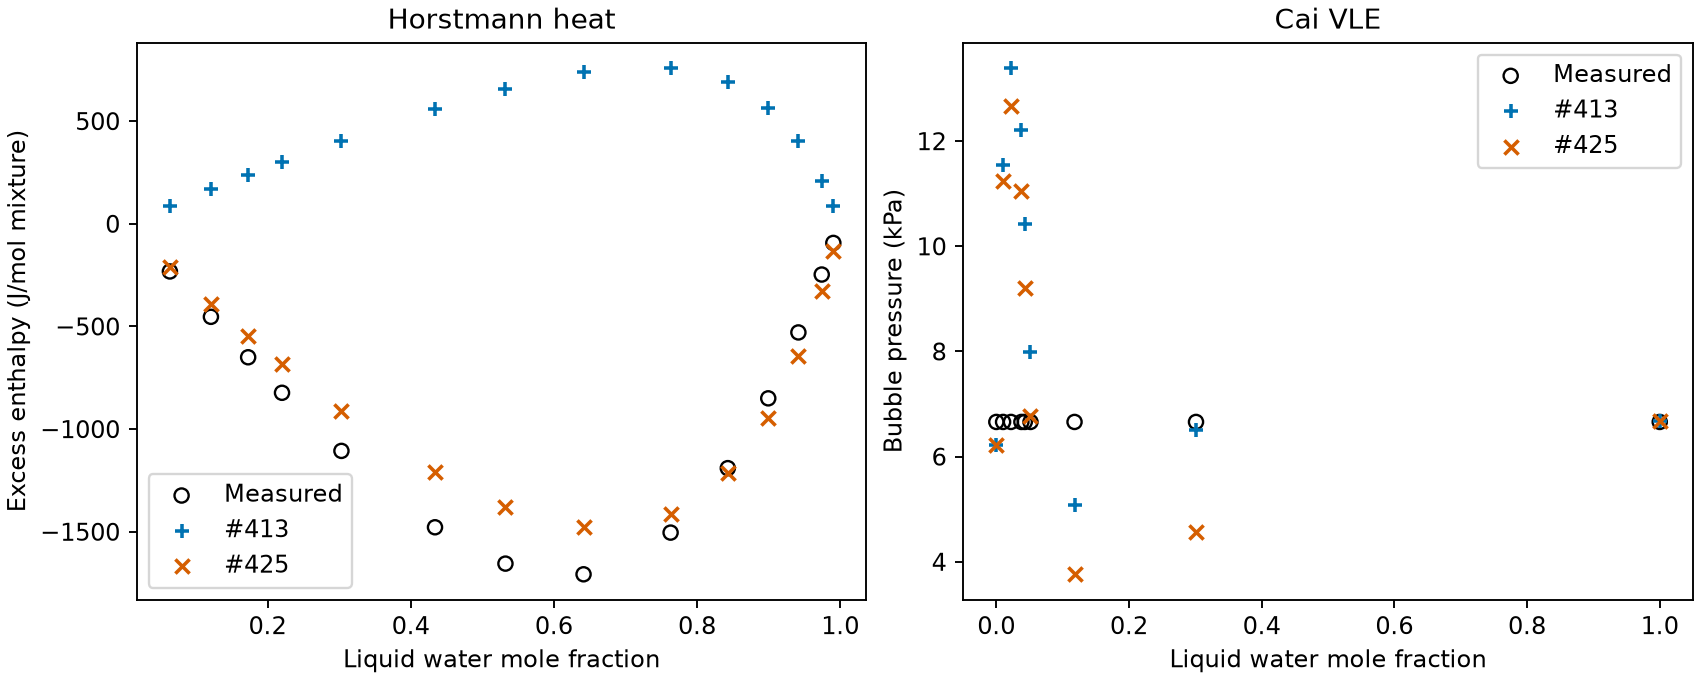 Horstmann heat
Excess enthalpy (J/mol mixture)
500
0
−500
−1000
−1500
Measured
#413
#425
0.2 0.4 0.6 0.8 1.0
Liquid water mole fraction
Cai VLE
Bubble pressure (kPa)
12
10
8
6
4
Measured
#413
#425
0.0 0.2 0.4 0.6 0.8 1.0
Liquid water mole fraction